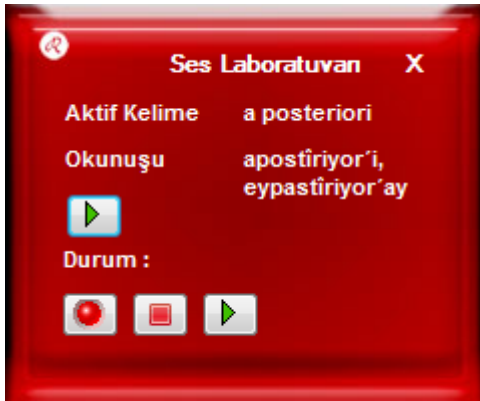 Ses Laboratuvarı X
Aktif Kelime a posteriori
Okunuşu apostîriyor´i,
eypastîriyor´ay
Durum :